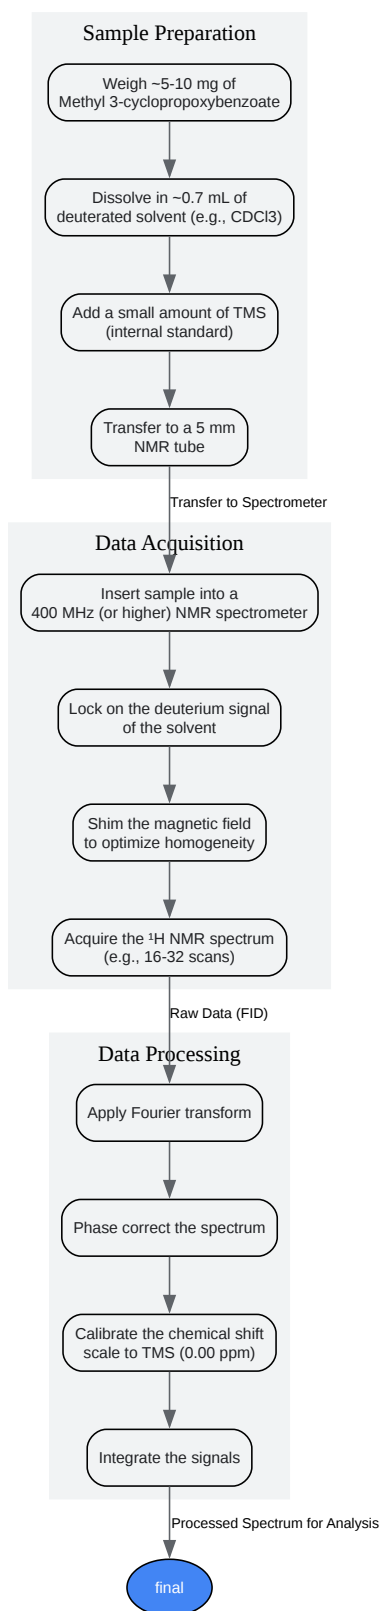 Sample Preparation
Weigh ~5-10 mg of
Methyl 3-cyclopropoxybenzoate
Dissolve in ~0.7 mL of
deuterated solvent (e.g., CDCl3)
Add a small amount of TMS
(internal standard)
Transfer to a 5 mm
NMR tube
Transfer to Spectrometer
Data Acquisition
Insert sample into a
400 MHz (or higher) NMR spectrometer
Lock on the deuterium signal
of the solvent
Shim the magnetic field
to optimize homogeneity
Acquire the ¹H NMR spectrum
(e.g., 16-32 scans)
Raw Data (FID)
Data Processing
Apply Fourier transform
Phase correct the spectrum
Calibrate the chemical shift
scale to TMS (0.00 ppm)
Integrate the signals
Processed Spectrum for Analysis
final